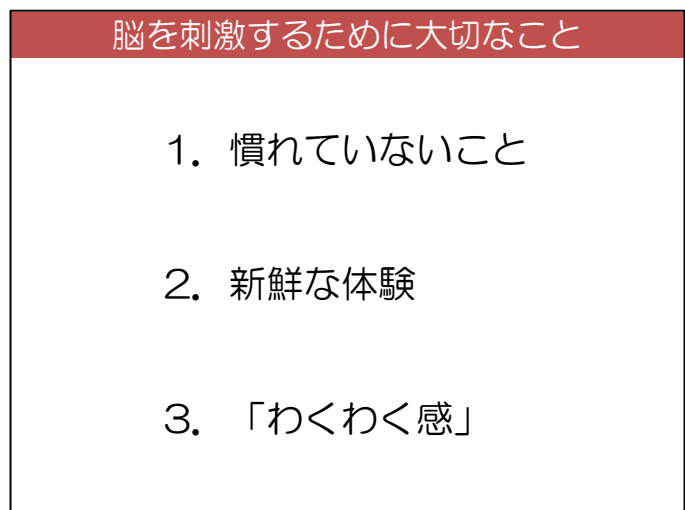 脳を刺激するために大切なこと
1．慣れていないこと
2．新鮮な体験
3．「わくわく感」